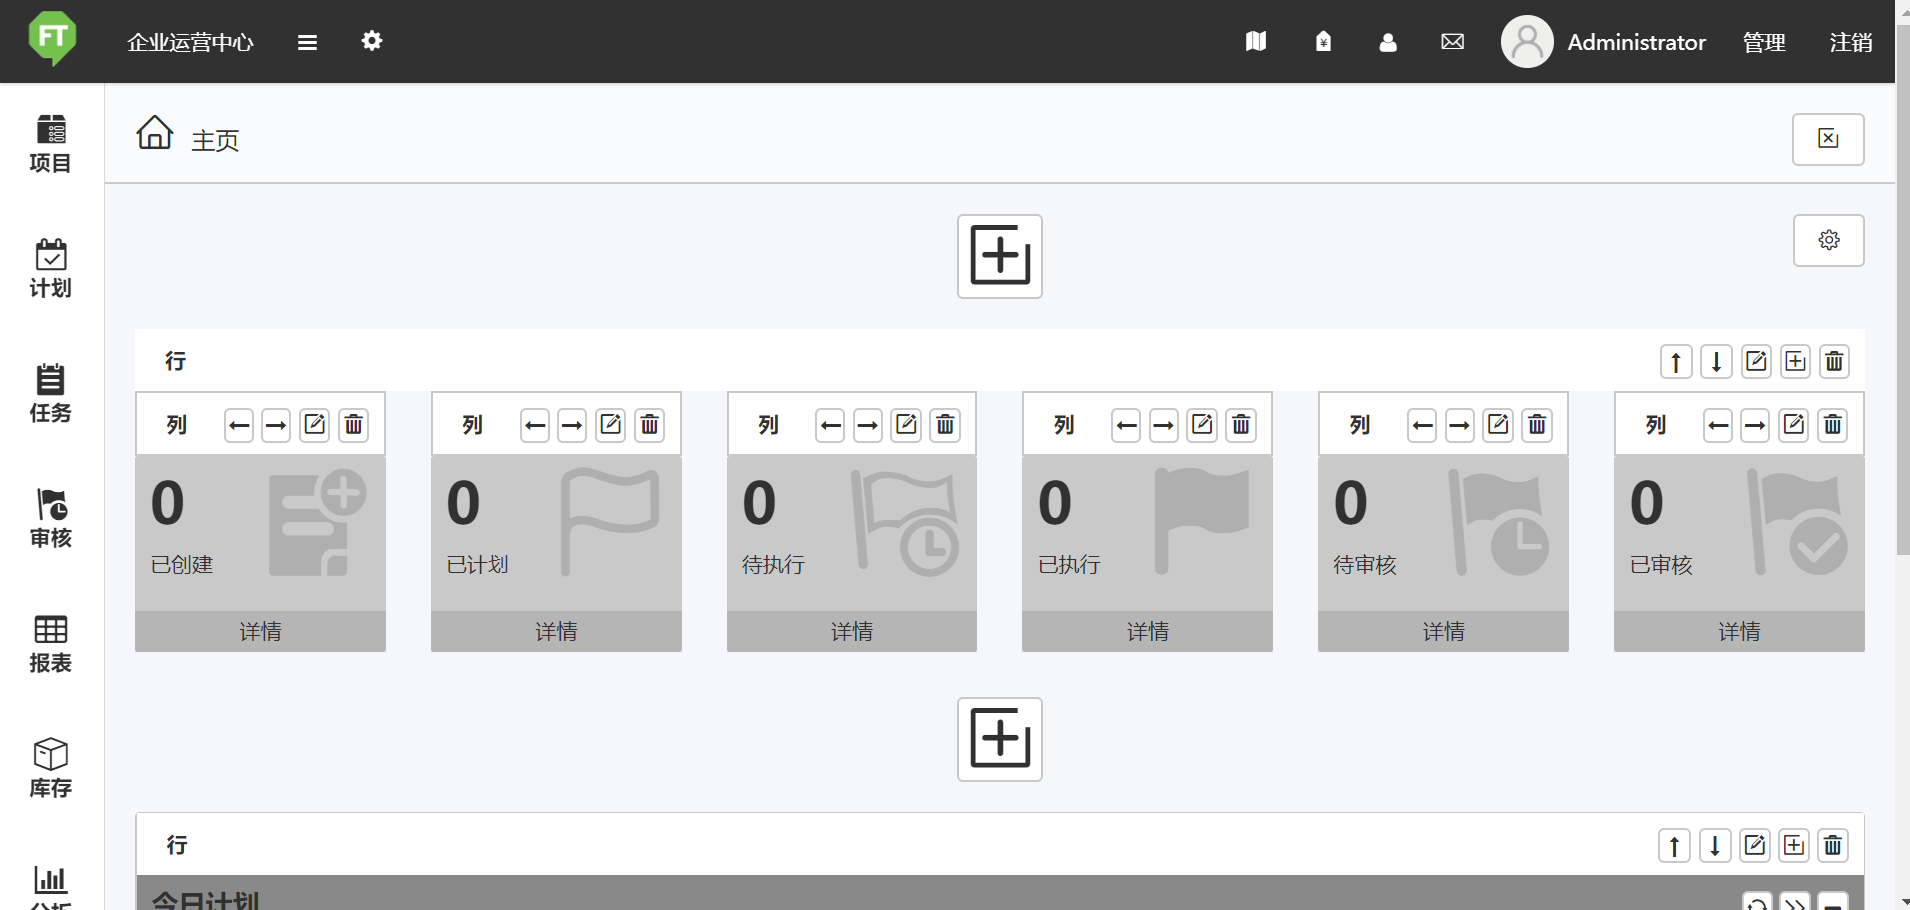 FT
企业运营中心
Administrator
管理
注销
项目
计划
任务
审核
报表
库存
分析
主页
行
列
列
列
列
列
列
0
0
0
0
0
0
已创建
已计划
待执行
已执行
待审核
已审核
详情
详情
详情
详情
详情
详情
行
今日计划